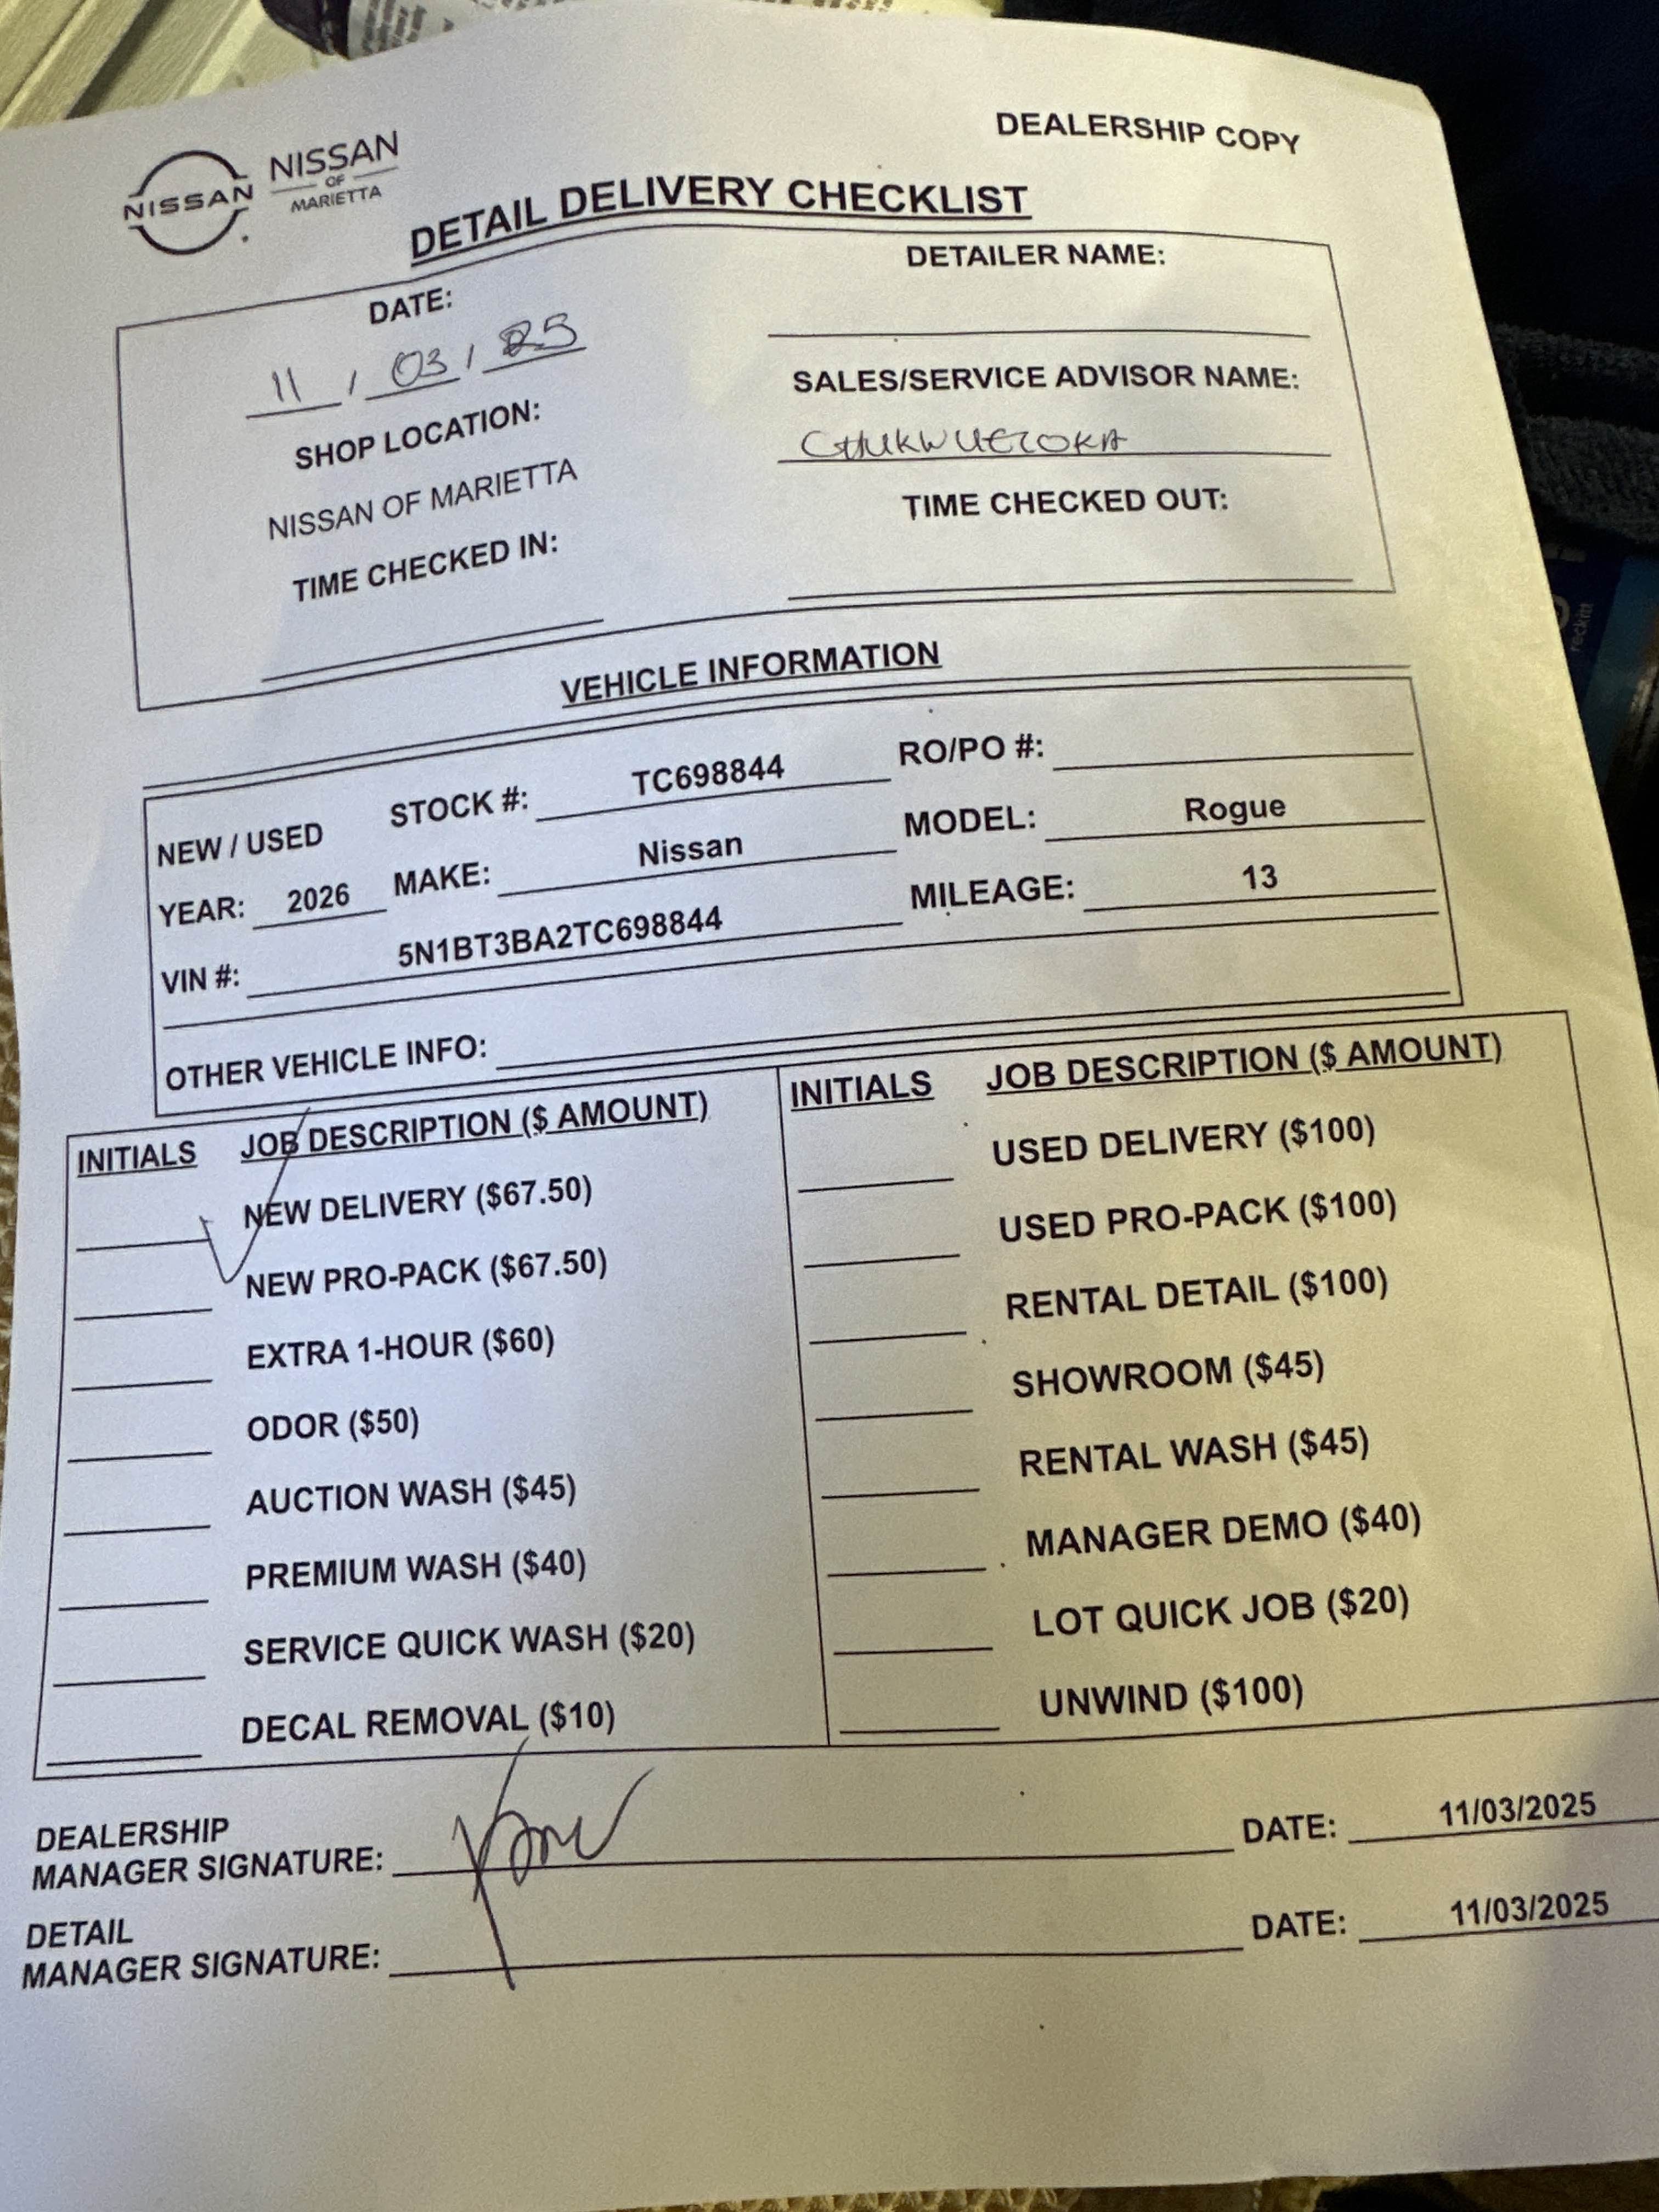 DEALERSHIP COPY
NISSAN
NISSAN
OF
MARIETTA
DETAIL DELIVERY CHECKLIST
DATE:
11 / 03 / 25
SHOP LOCATION:
NISSAN OF MARIETTA
TIME CHECKED IN:
DETAILER NAME:
SALES/SERVICE ADVISOR NAME:
CHUKWUEZOKA
TIME CHECKED OUT:
VEHICLE INFORMATION
NEW / USED STOCK #: TC698844 RO/PO #:
YEAR: 2026 MAKE: Nissan MODEL: Rogue
VIN #: 5N1BT3BA2TC698844 MILEAGE: 13
OTHER VEHICLE INFO:
INITIALS JOB DESCRIPTION ($ AMOUNT)
NEW DELIVERY ($67.50)
NEW PRO-PACK ($67.50)
EXTRA 1-HOUR ($60)
ODOR ($50)
AUCTION WASH ($45)
PREMIUM WASH ($40)
SERVICE QUICK WASH ($20)
DECAL REMOVAL ($10)
INITIALS JOB DESCRIPTION ($ AMOUNT)
USED DELIVERY ($100)
USED PRO-PACK ($100)
RENTAL DETAIL ($100)
SHOWROOM ($45)
RENTAL WASH ($45)
MANAGER DEMO ($40)
LOT QUICK JOB ($20)
UNWIND ($100)
DEALERSHIP
MANAGER SIGNATURE: DATE: 11/03/2025
DETAIL
MANAGER SIGNATURE: DATE: 11/03/2025
reckitt